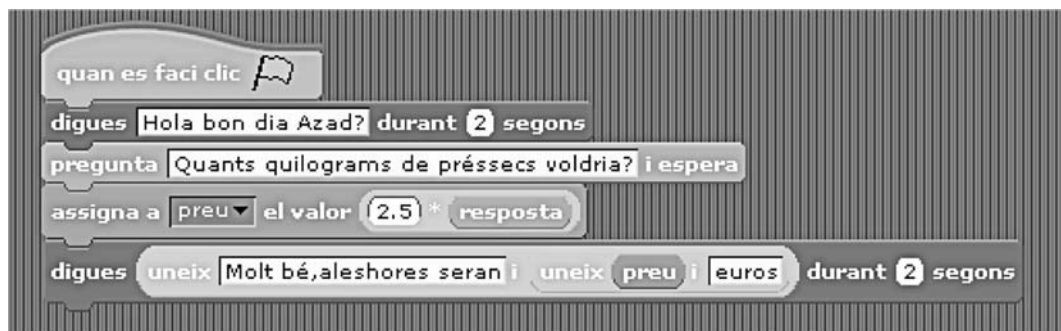 quan es faci clic
digues Hola bon dia Azad? durant 2 segons
pregunta Quants quilograms de préssecs voldria? i espera
assigna a preu el valor 2.5 * resposta
digues uneix Molt bé,aleshores seran i uneix preu i euros durant 2 segons